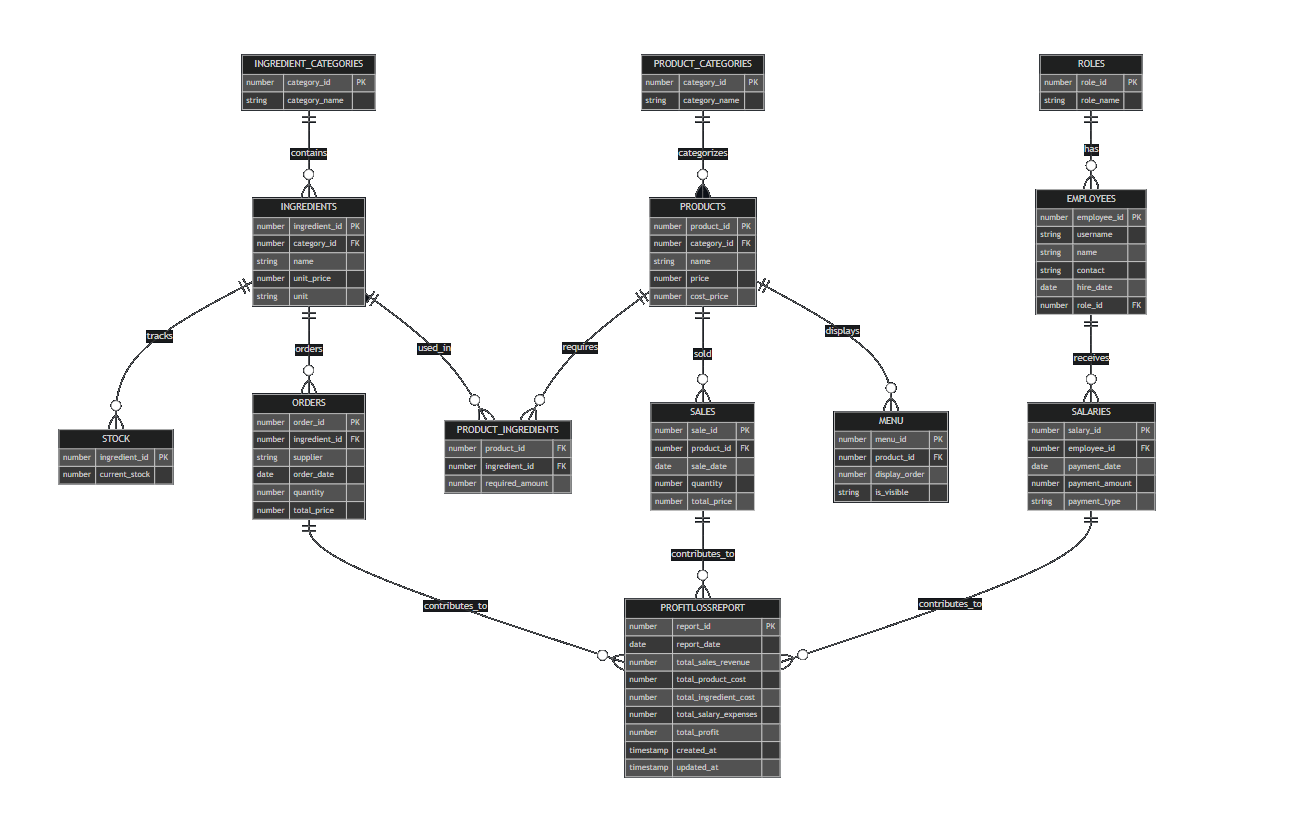 INGREDIENT_CATEGORIES
number category_id PK
string category_name
PRODUCT_CATEGORIES
number category_id PK
string category_name
ROLES
number role_id PK
string role_name
contains
categorizes
has
INGREDIENTS
number ingredient_id PK
number category_id FK
string name
number unit_price
string unit
PRODUCTS
number product_id PK
number category_id FK
string name
number price
number cost_price
EMPLOYEES
number employee_id PK
string username
string name
string contact
date hire_date
number role_id FK
tracks
orders
used_in
requires
sold
displays
receives
STOCK
number ingredient_id PK
number current_stock
ORDERS
number order_id PK
number ingredient_id FK
string supplier
date order_date
number quantity
number total_price
PRODUCT_INGREDIENTS
number product_id FK
number ingredient_id FK
number required_amount
SALES
number sale_id PK
number product_id FK
date sale_date
number quantity
number total_price
MENU
number menu_id PK
number product_id FK
number display_order
string is_visible
SALARIES
number salary_id PK
number employee_id FK
date payment_date
number payment_amount
string payment_type
contributes_to
contributes_to
contributes_to
PROFITLOSSREPORT
number report_id PK
date report_date
number total_sales_revenue
number total_product_cost
number total_ingredient_cost
number total_salary_expenses
number total_profit
timestamp created_at
timestamp updated_at